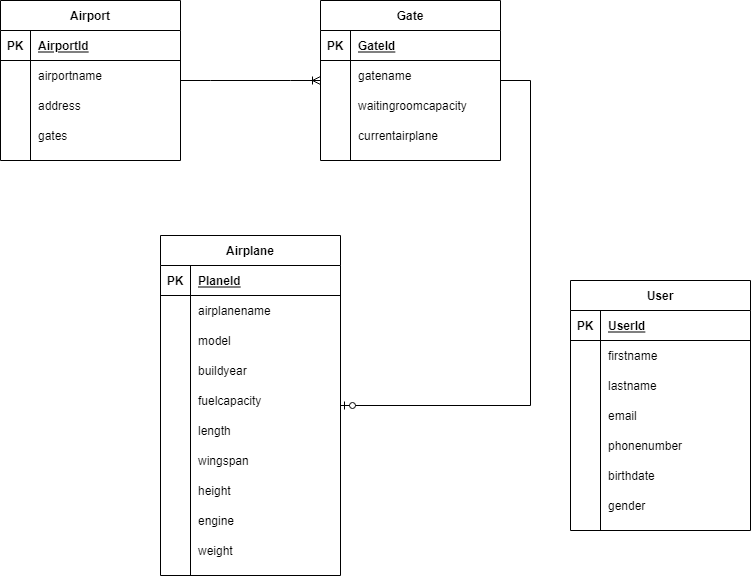 Airport
PK AirportId
airportname
address
gates
Gate
PK GateId
gatename
waitingroomcapacity
currentairplane
Airplane
PK PlaneId
airplanename
model
buildyear
fuelcapacity
length
wingspan
height
engine
weight
User
PK UserId
firstname
lastname
email
phonenumber
birthdate
gender